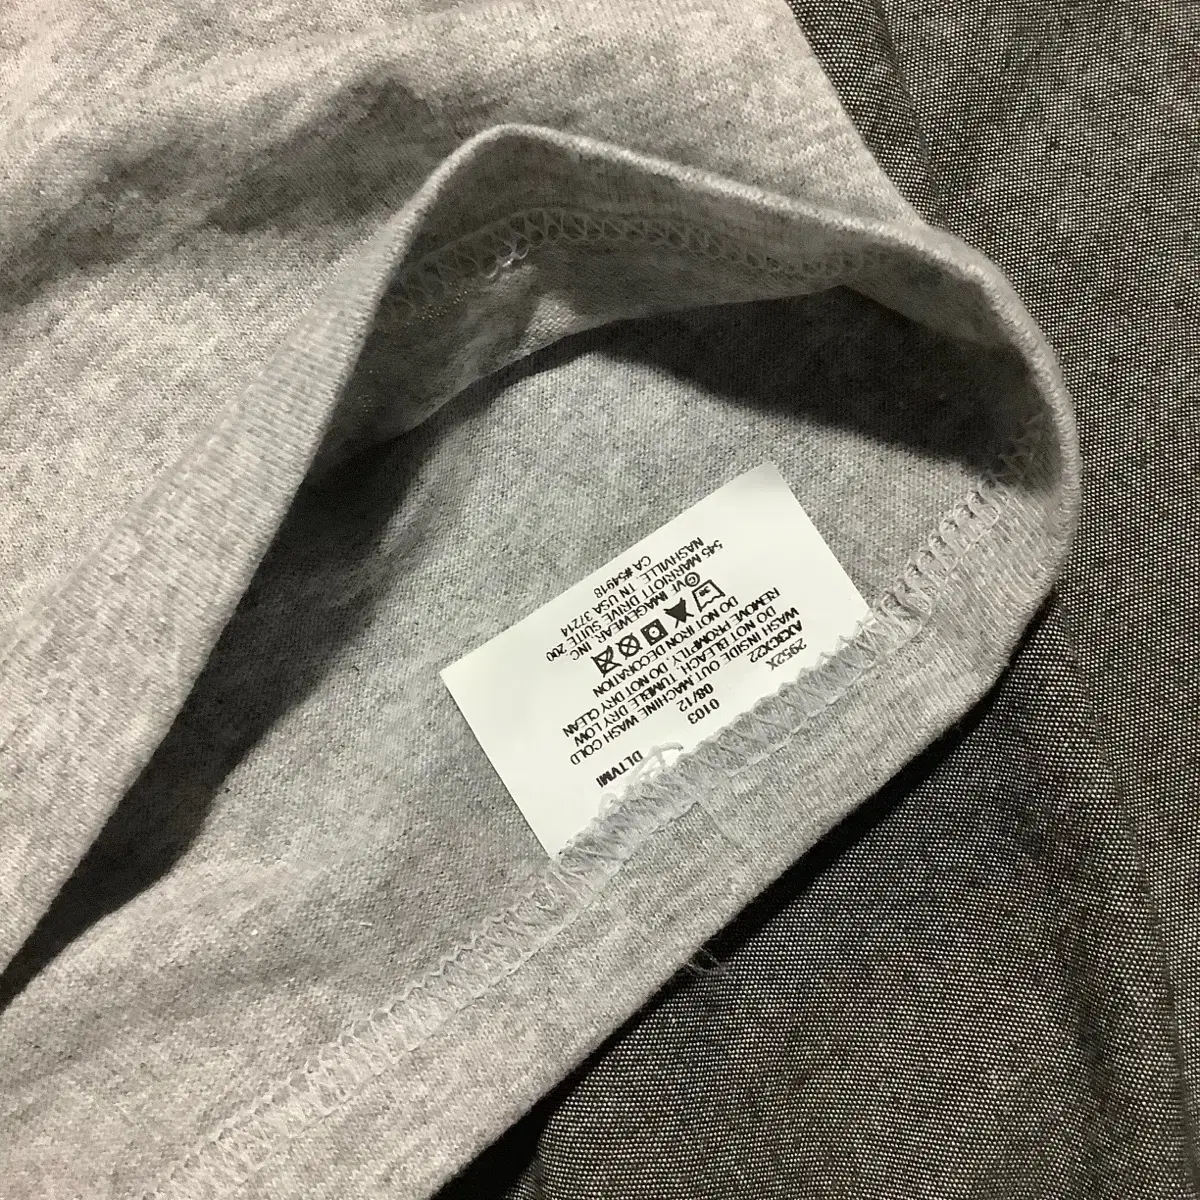 2952X
AXCBX22
0103
08/12
DLTVMI
WASH INSIDE OUT MACHINE WASH COLD
DO NOT BLEACH, TUMBLE DRY LOW
REMOVE PROMPTLY. DO NOT DRY CLEAN
DO NOT IRON DECORATION
©VF IMAGEWEAR, INC
545 MARRIOTT DRIVE, SUITE 200
NASHVILLE, TN USA 37214
CA #54918